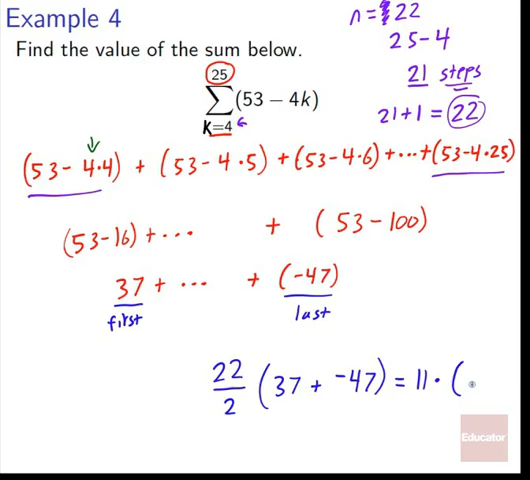 Example 4
Find the value of the sum below.
25
∑(53 − 4k)
K=4
n = 22
25-4
21 steps
21+1 = 22
(53 - 4·4) + (53 - 4·5) + (53-4·6)+···+(53-4·25)
(53-16) + ··· + (53-100)
37 + ··· + (-47)
first last
22/2 (37 + -47) = 11 · (
Educator